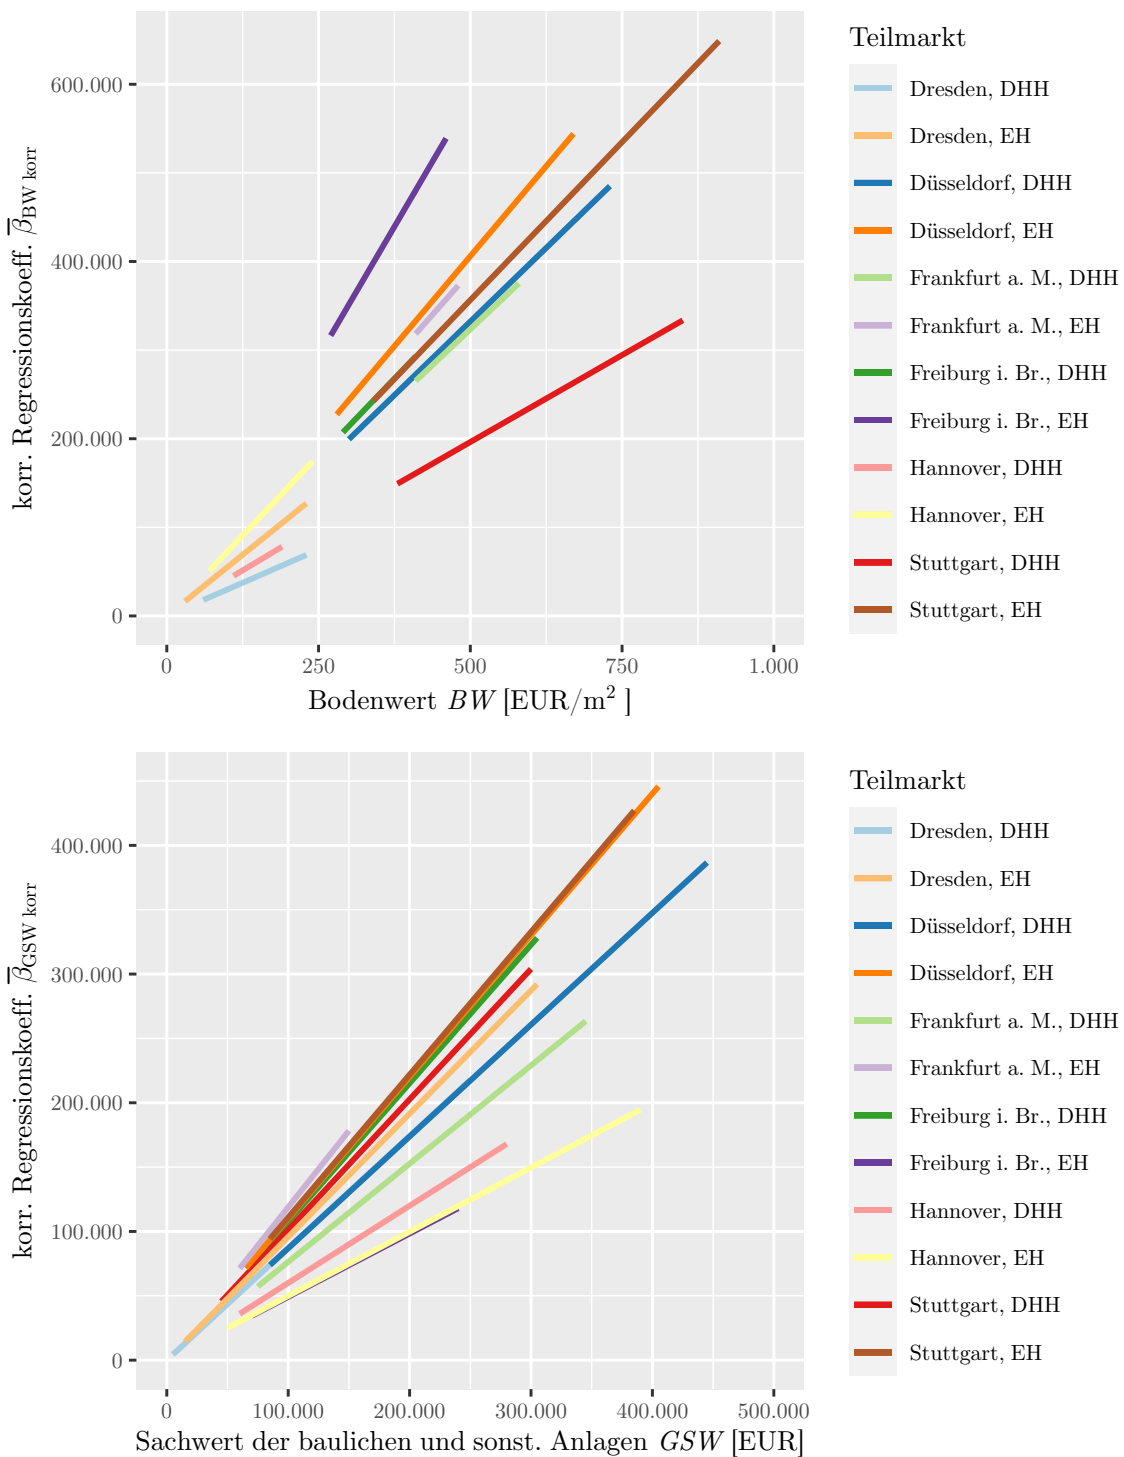 Teilmarkt
Dresden, DHH
Dresden, EH
Düsseldorf, DHH
Düsseldorf, EH
Frankfurt a. M., DHH
Frankfurt a. M., EH
Freiburg i. Br., DHH
Freiburg i. Br., EH
Hannover, DHH
Hannover, EH
Stuttgart, DHH
Stuttgart, EH
korr. Regressionskoeff. β̅BW korr
600.000
400.000
200.000
0
0 250 500 750 1.000
Bodenwert BW [EUR/m² ]
Teilmarkt
Dresden, DHH
Dresden, EH
Düsseldorf, DHH
Düsseldorf, EH
Frankfurt a. M., DHH
Frankfurt a. M., EH
Freiburg i. Br., DHH
Freiburg i. Br., EH
Hannover, DHH
Hannover, EH
Stuttgart, DHH
Stuttgart, EH
korr. Regressionskoeff. β̅GSW korr
400.000
300.000
200.000
100.000
0
0 100.000 200.000 300.000 400.000 500.000
Sachwert der baulichen und sonst. Anlagen GSW [EUR]